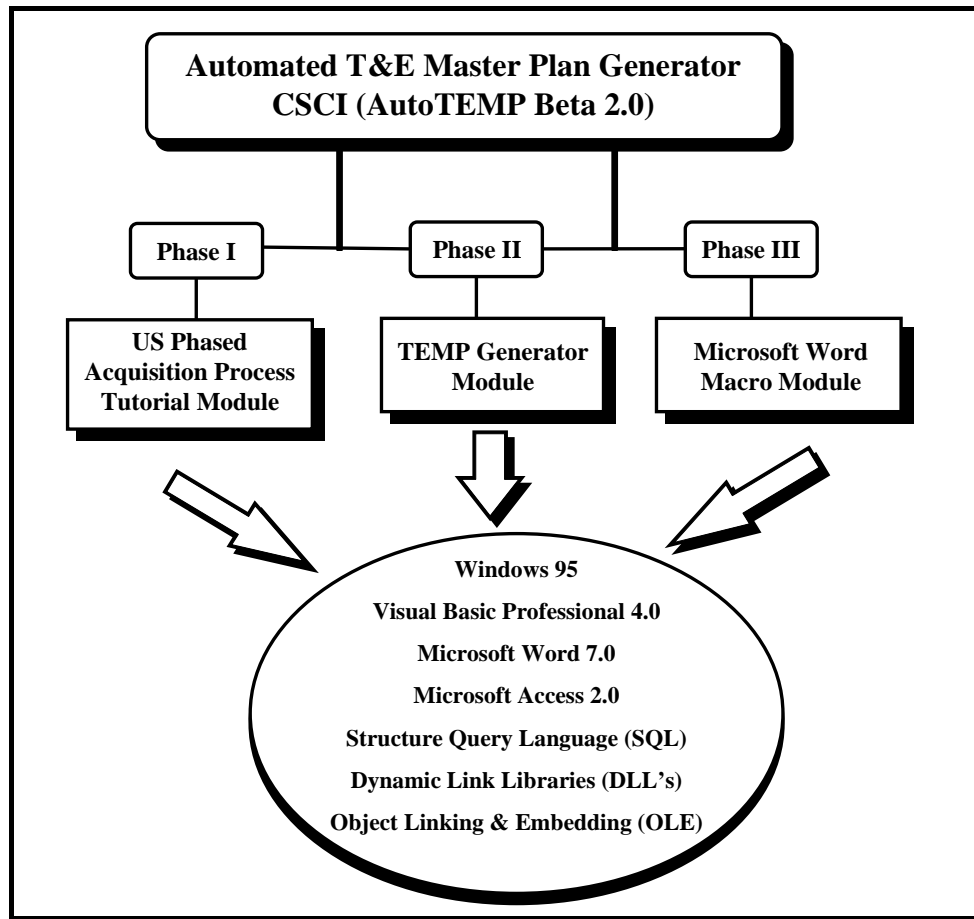 Automated T&E Master Plan Generator
CSCI (AutoTEMP Beta 2.0)
Phase I
Phase II
Phase III
US Phased
Acquisition Process
Tutorial Module
TEMP Generator
Module
Microsoft Word
Macro Module
Windows 95
Visual Basic Professional 4.0
Microsoft Word 7.0
Microsoft Access 2.0
Structure Query Language (SQL)
Dynamic Link Libraries (DLL’s)
Object Linking & Embedding (OLE)